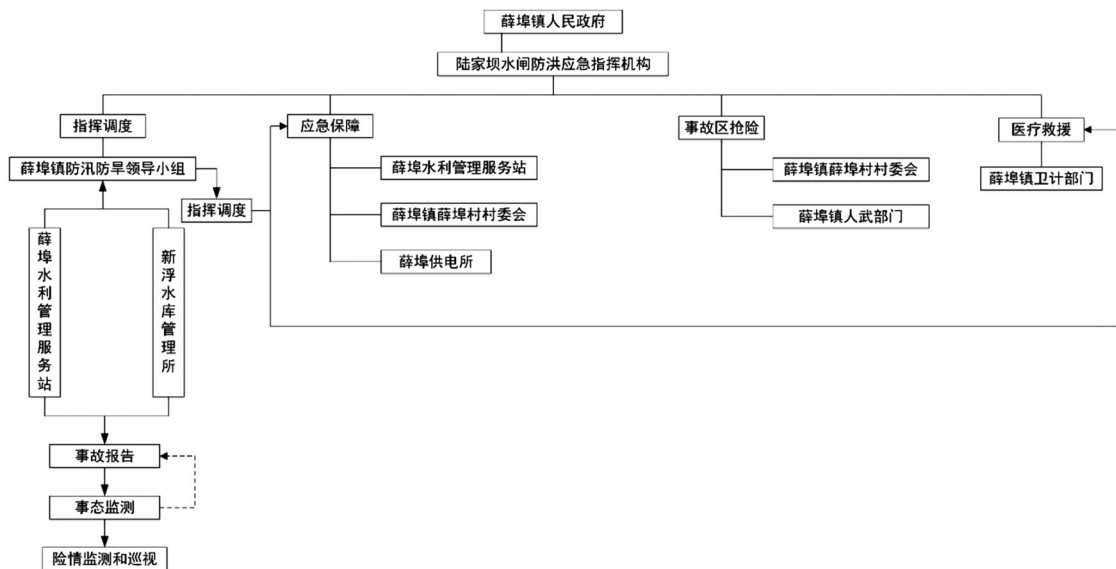 薛埠镇人民政府
陆家坝水闸防洪应急指挥机构
指挥调度
应急保障
事故区抢险
医疗救援
薛埠镇防汛防旱领导小组
薛埠水利管理服务站
薛埠镇薛埠村村委会
薛埠镇卫计部门
指挥调度
薛埠镇薛埠村村委会
薛埠镇人武部门
薛埠供电所
薛埠水利管理服务站
新浮水库管理所
事故报告
事态监测
险情监测和巡视